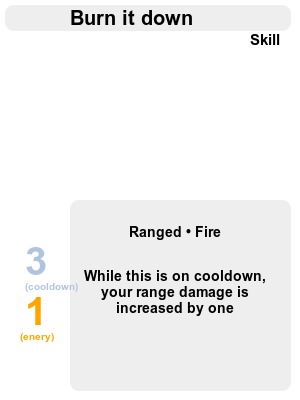 Burn it down
Skill
Ranged • Fire
3
(cooldown)
While this is on cooldown,
your range damage is
increased by one
1
(enery)